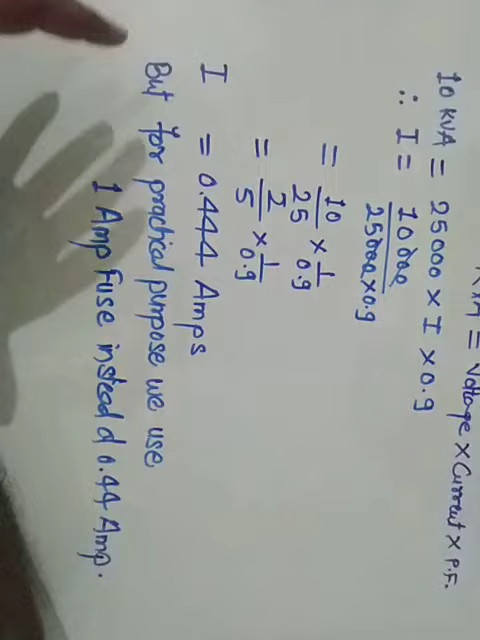 KVA = Voltage × Current × P.F.
10 KVA = 25000 × I × 0.9
∴ I = 10000 / 25000 × 0.9
= 10/25 × 1/0.9
= 2/5 × 1/0.9
I = 0.444 Amps
But for practical purpose we use
1 Amp Fuse instead of 0.44 Amp.